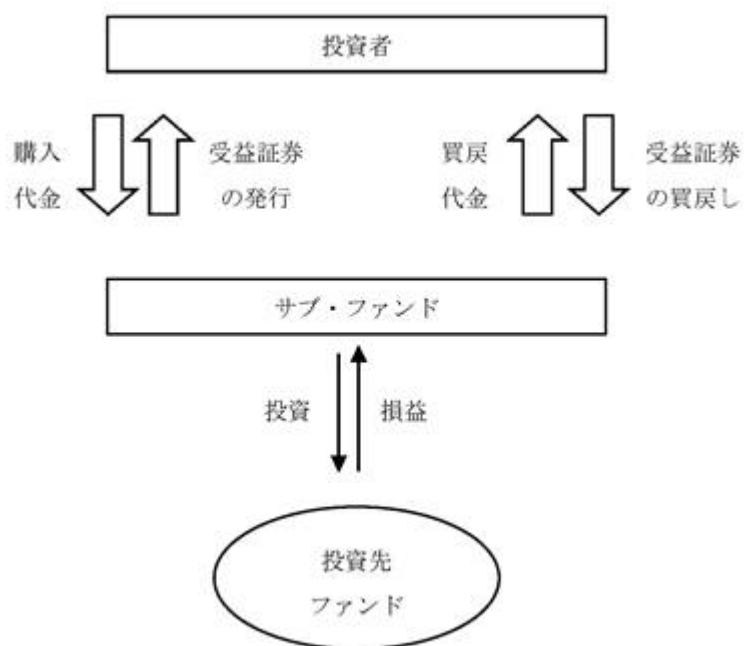 投資者
購入
代金
受益証券
の発行
買戻
代金
受益証券
の買戻し
サブ・ファンド
投資
損益
投資先
ファンド